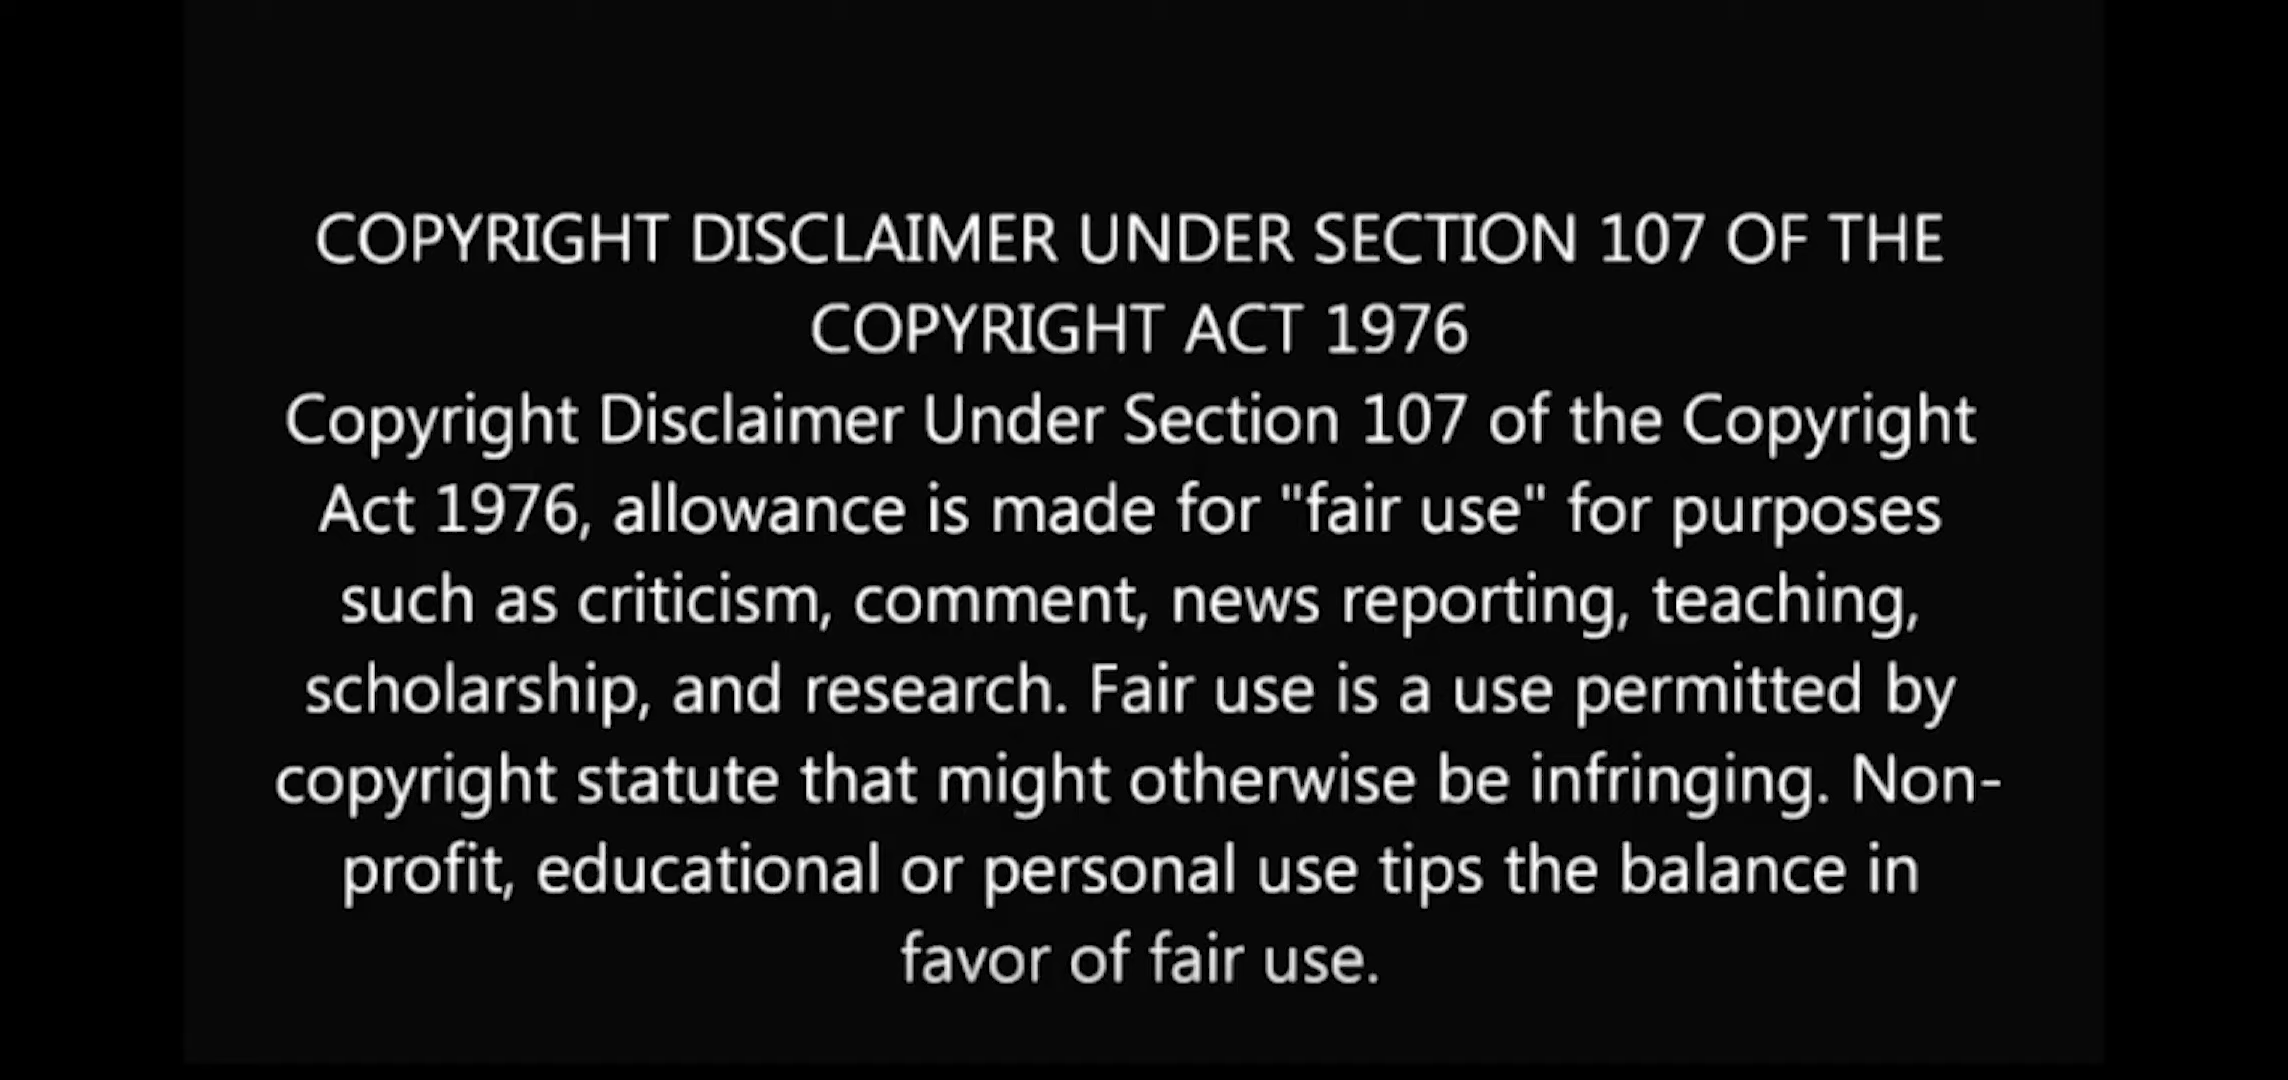 COPYRIGHT DISCLAIMER UNDER SECTION 107 OF THE
COPYRIGHT ACT 1976
Copyright Disclaimer Under Section 107 of the Copyright
Act 1976, allowance is made for "fair use" for purposes
such as criticism, comment, news reporting, teaching,
scholarship, and research. Fair use is a use permitted by
copyright statute that might otherwise be infringing. Non-
profit, educational or personal use tips the balance in
favor of fair use.